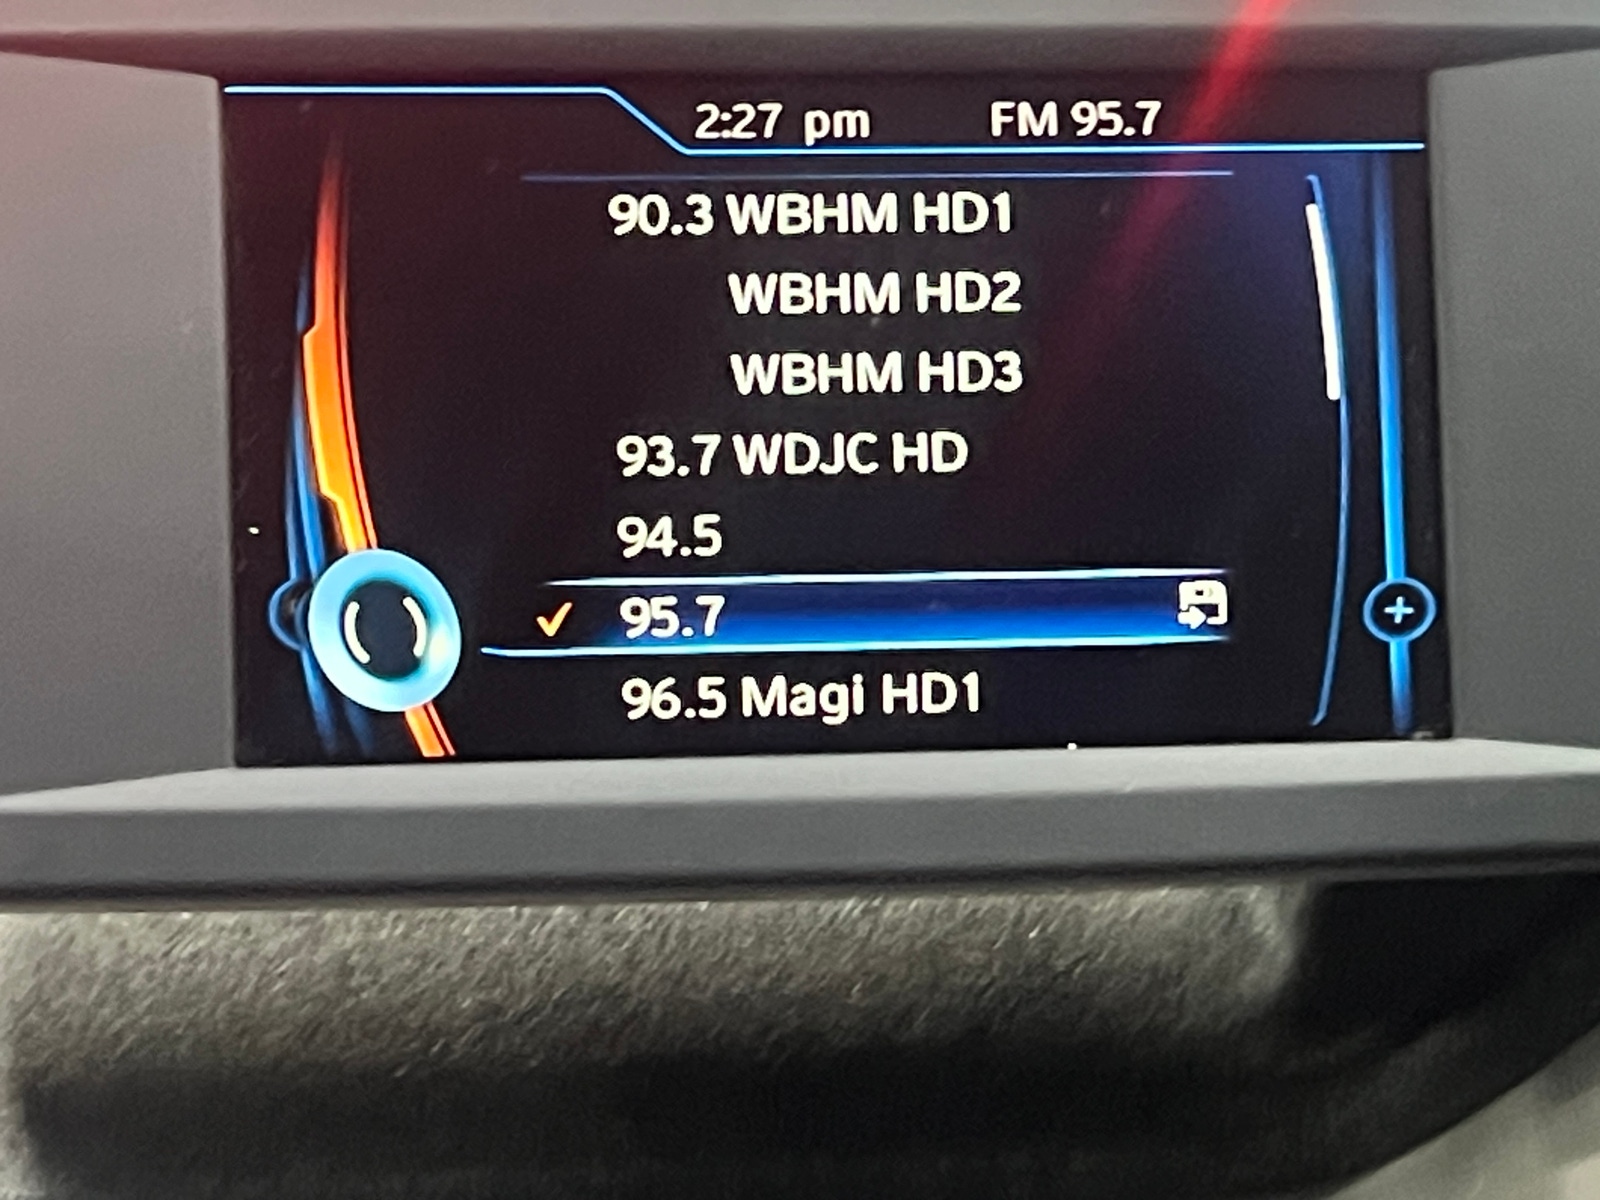 2:27 pm FM 95.7
90.3 WBHM HD1
WBHM HD2
WBHM HD3
93.7 WDJC HD
94.5
95.7
96.5 Magi HD1